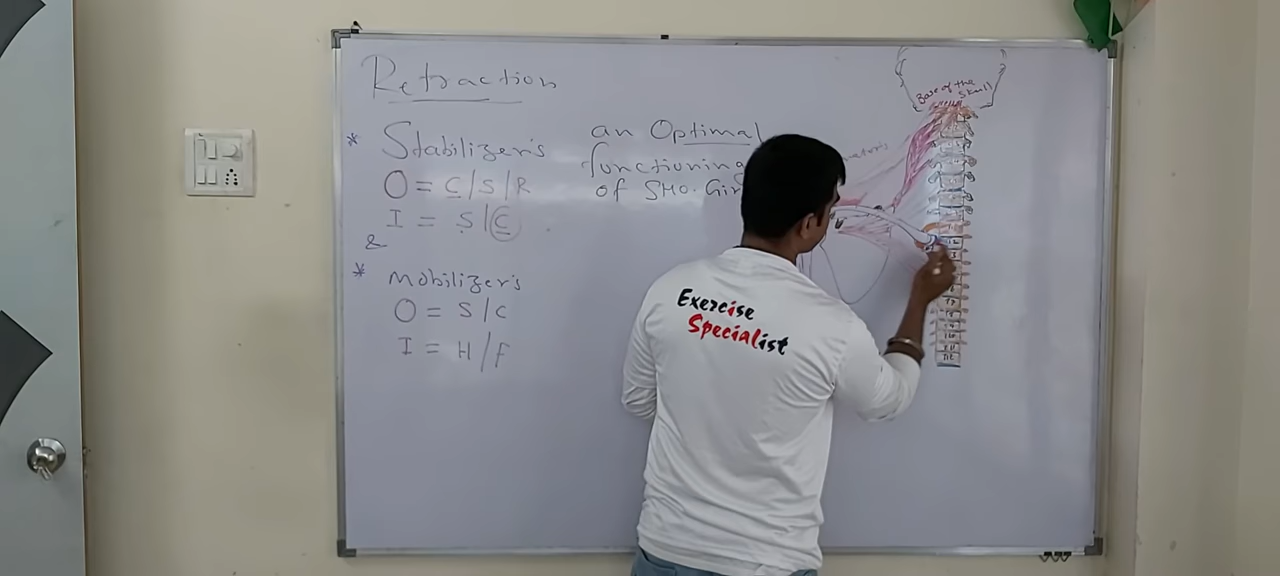 Retraction
* Stabilizer's
O = C/S/R
I = S/C
&
* Mobilizer's
O = S/C
I = H/F
an Optimal
functioning
of SHO. Gir
Base of the
Skull
Exercise
Specialist